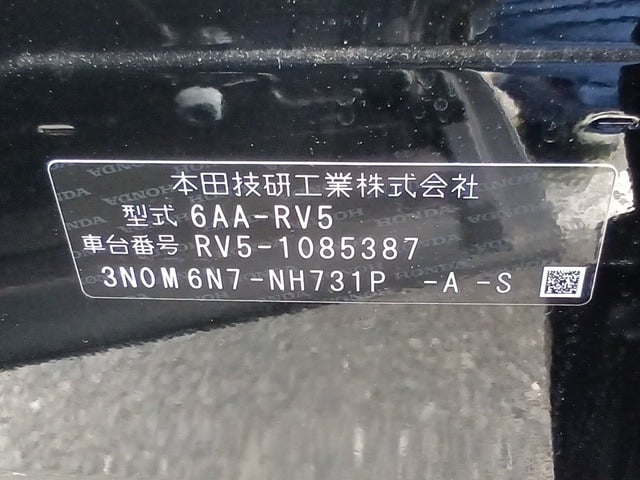 本田技研工業株式会社
型式 6AA-RV5
車台番号 RV5-1085387
3N0M6N7-NH731P -A -S